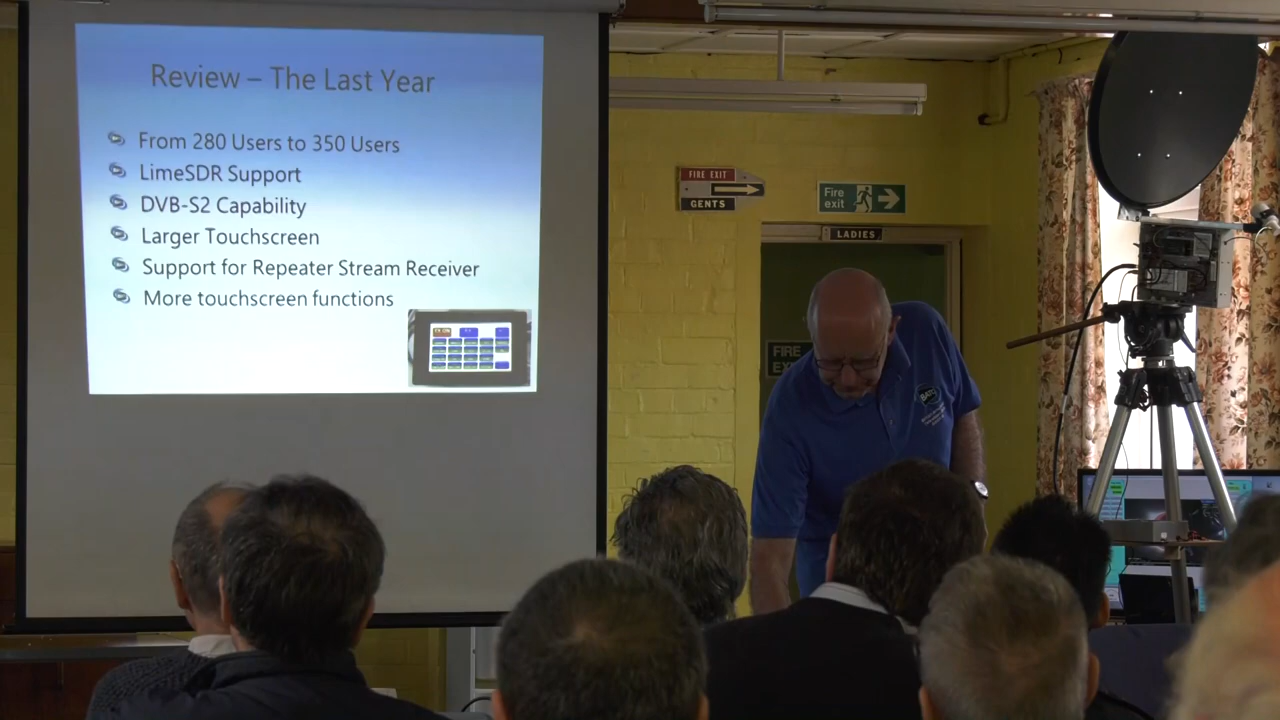 Review – The Last Year
From 280 Users to 350 Users
LimeSDR Support
DVB-S2 Capability
Larger Touchscreen
Support for Repeater Stream Receiver
More touchscreen functions
FIRE EXIT
GENTS
Fire
exit
LADIES
FIRE
BATC